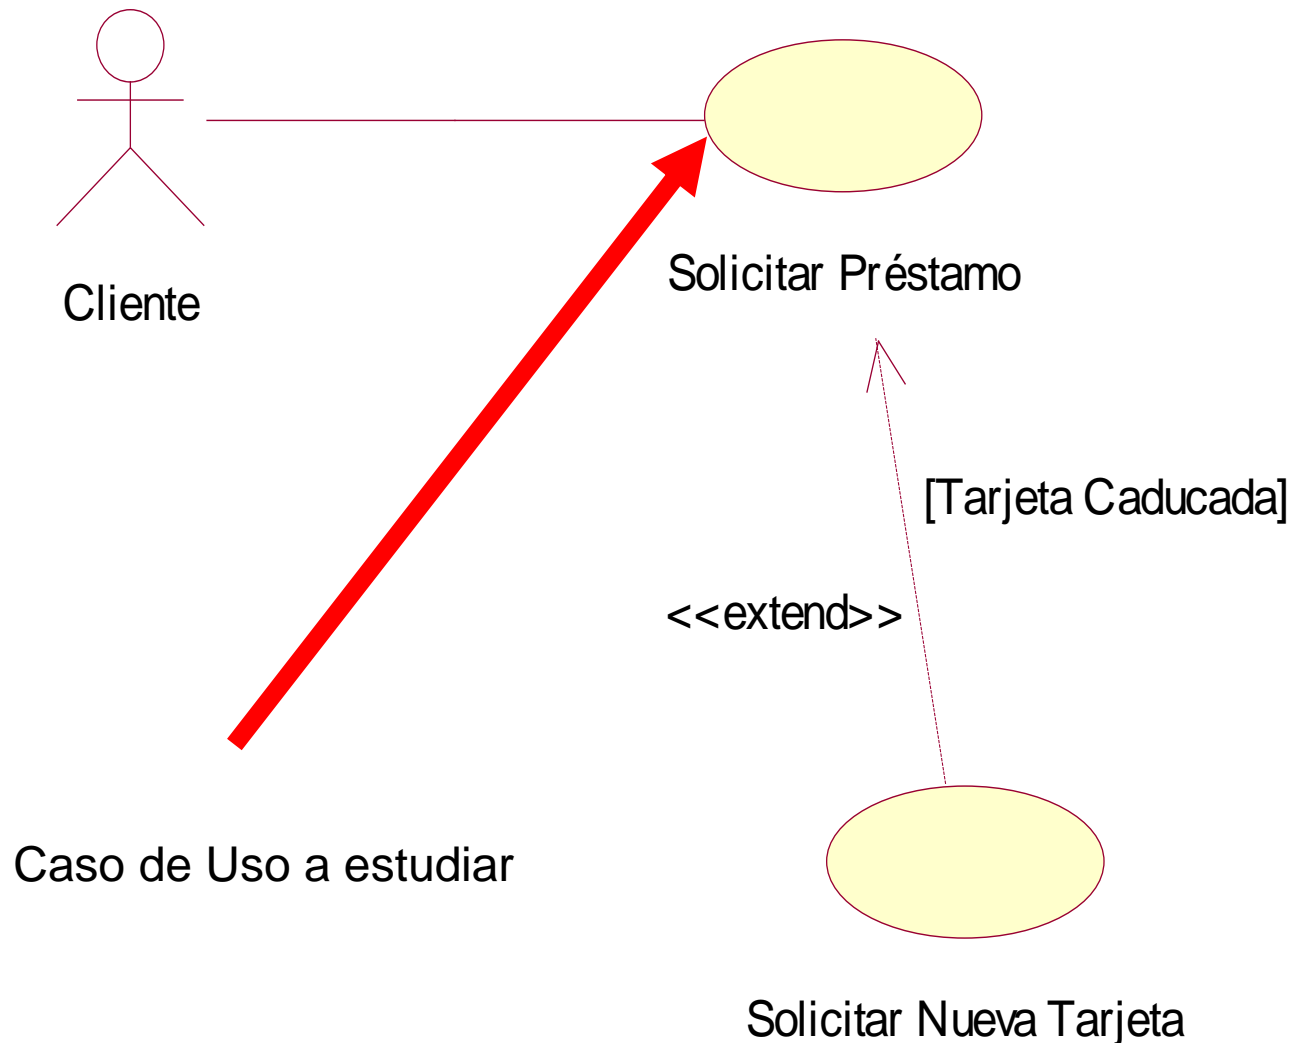 Cliente
Solicitar Préstamo
[Tarjeta Caducada]
<<extend>>
Caso de Uso a estudiar
Solicitar Nueva Tarjeta